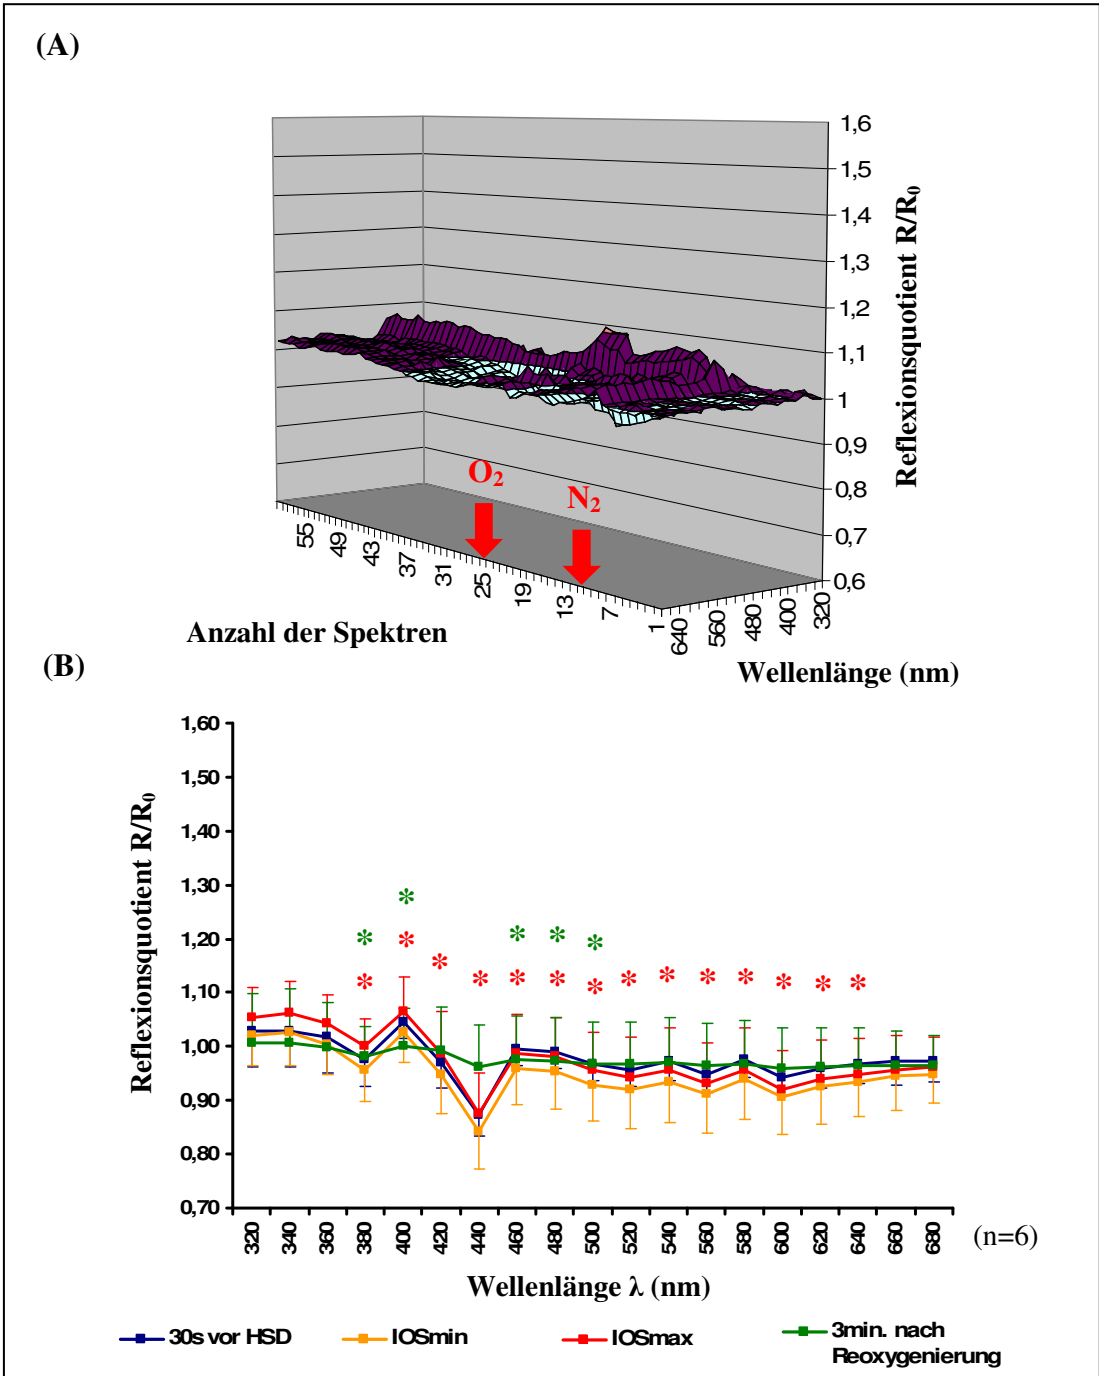 (A)
1,6
1,5
1,4
1,3
1,2
1,1
1
0,9
0,8
0,7
0,6
Reflexionsquotient R/R₀
O₂
N₂
55
49
43
37
31
25
19
13
7
1
640
560
480
400
320
Anzahl der Spektren
Wellenlänge (nm)
(B)
1,60
1,50
1,40
1,30
1,20
1,10
1,00
0,90
0,80
0,70
Reflexionsquotient R/R₀
* *
* * * * *
* * * * * * * * * * * * *
320 340 360 380 400 420 440 460 480 500 520 540 560 580 600 620 640 660 680
(n=6)
Wellenlänge λ (nm)
30s vor HSD IOSmin IOSmax 3min. nach
Reoxygenierung